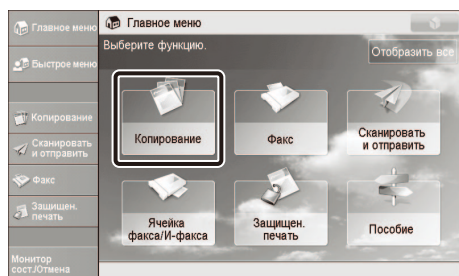 Главное меню
Быстрое меню
Копирование
Сканировать
и отправить
Факс
Защищен.
печать
Монитор
сост./Отмена
Главное меню
Выберите функцию.
Отобразить все
Копирование
Факс
Сканировать
и отправить
Ячейка
факса/И-факса
Защищен.
печать
Пособие